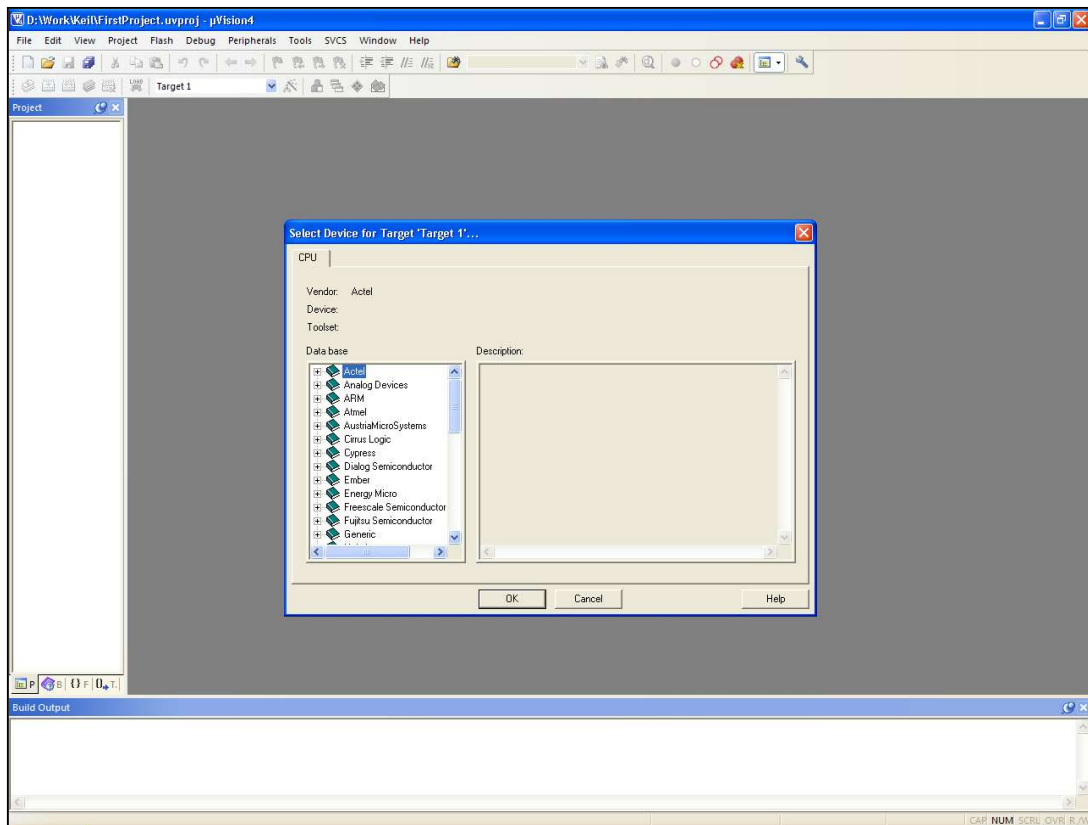 D:\Work\Keil\FirstProject.uvproj - µVision4
File Edit View Project Flash Debug Peripherals Tools SVCS Window Help
LOAD Target 1
Project
Select Device for Target 'Target 1'...
CPU
Vendor: Actel
Device:
Toolset:
Data base Description:
Actel
Analog Devices
ARM
Atmel
AustriaMicroSystems
Cirrus Logic
Cypress
Dialog Semiconductor
Ember
Energy Micro
Freescale Semiconductor
Fujitsu Semiconductor
Generic
OK Cancel Help
P B {} F 0 T.
Build Output
CAP NUM SCRL OVR R/W